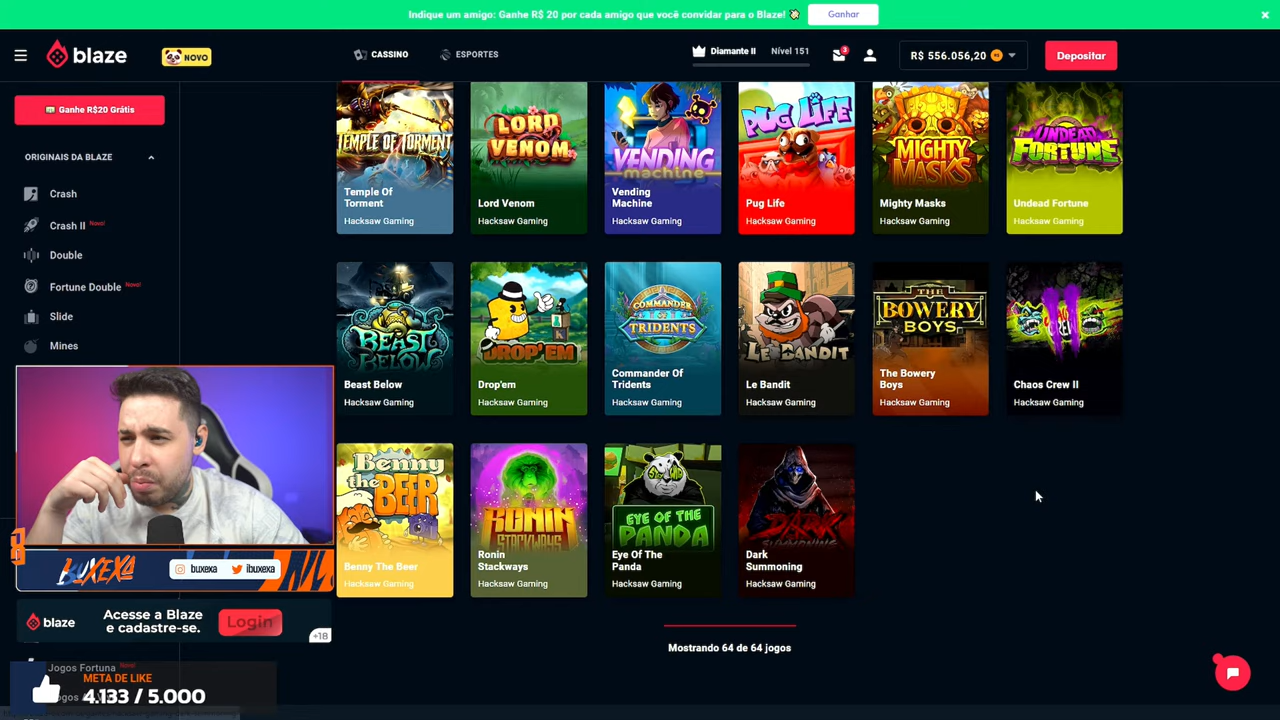 Indique um amigo: Ganhe R$ 20 por cada amigo que você convidar para o Blaze!
Ganhar
blaze
NOVO
CASSINO
ESPORTES
Diamante II
Nível 151
3
R$ 556.056,20
R$
Depositar
Ganhe R$20 Grátis
ORIGINAIS DA BLAZE
Crash
Crash II Novo!
Double
Fortune Double Novo!
Slide
Mines
TEMPLE OF TORMENT
Temple Of
Torment
Hacksaw Gaming
LORD VENOM
Lord Venom
Hacksaw Gaming
VENDING machine
Vending
Machine
Hacksaw Gaming
PUG LIFE
Pug Life
Hacksaw Gaming
MIGHTY MASKS
Mighty Masks
Hacksaw Gaming
UNDEAD FORTUNE
Undead Fortune
Hacksaw Gaming
BEAST BELOW
Beast Below
Hacksaw Gaming
DROP'EM
Drop'em
Hacksaw Gaming
COMMANDER OF TRIDENTS
Commander Of
Tridents
Hacksaw Gaming
LE BANDIT
Le Bandit
Hacksaw Gaming
THE BOWERY BOYS
The Bowery
Boys
Hacksaw Gaming
Chaos Crew II
Hacksaw Gaming
Benny the BEER
Benny The Beer
Hacksaw Gaming
RONIN STACKWAYS
Ronin
Stackways
Hacksaw Gaming
EYE OF THE PANDA
Eye Of The
Panda
Hacksaw Gaming
DARK SUMMONING
Dark
Summoning
Hacksaw Gaming
Mostrando 64 de 64 jogos
BUXEXA
buxexa
ibuxexa
blaze
Acesse a Blaze
e cadastre-se.
Login
+18
Jogos Fortuna Novo!
META DE LIKE
4.133 / 5.000